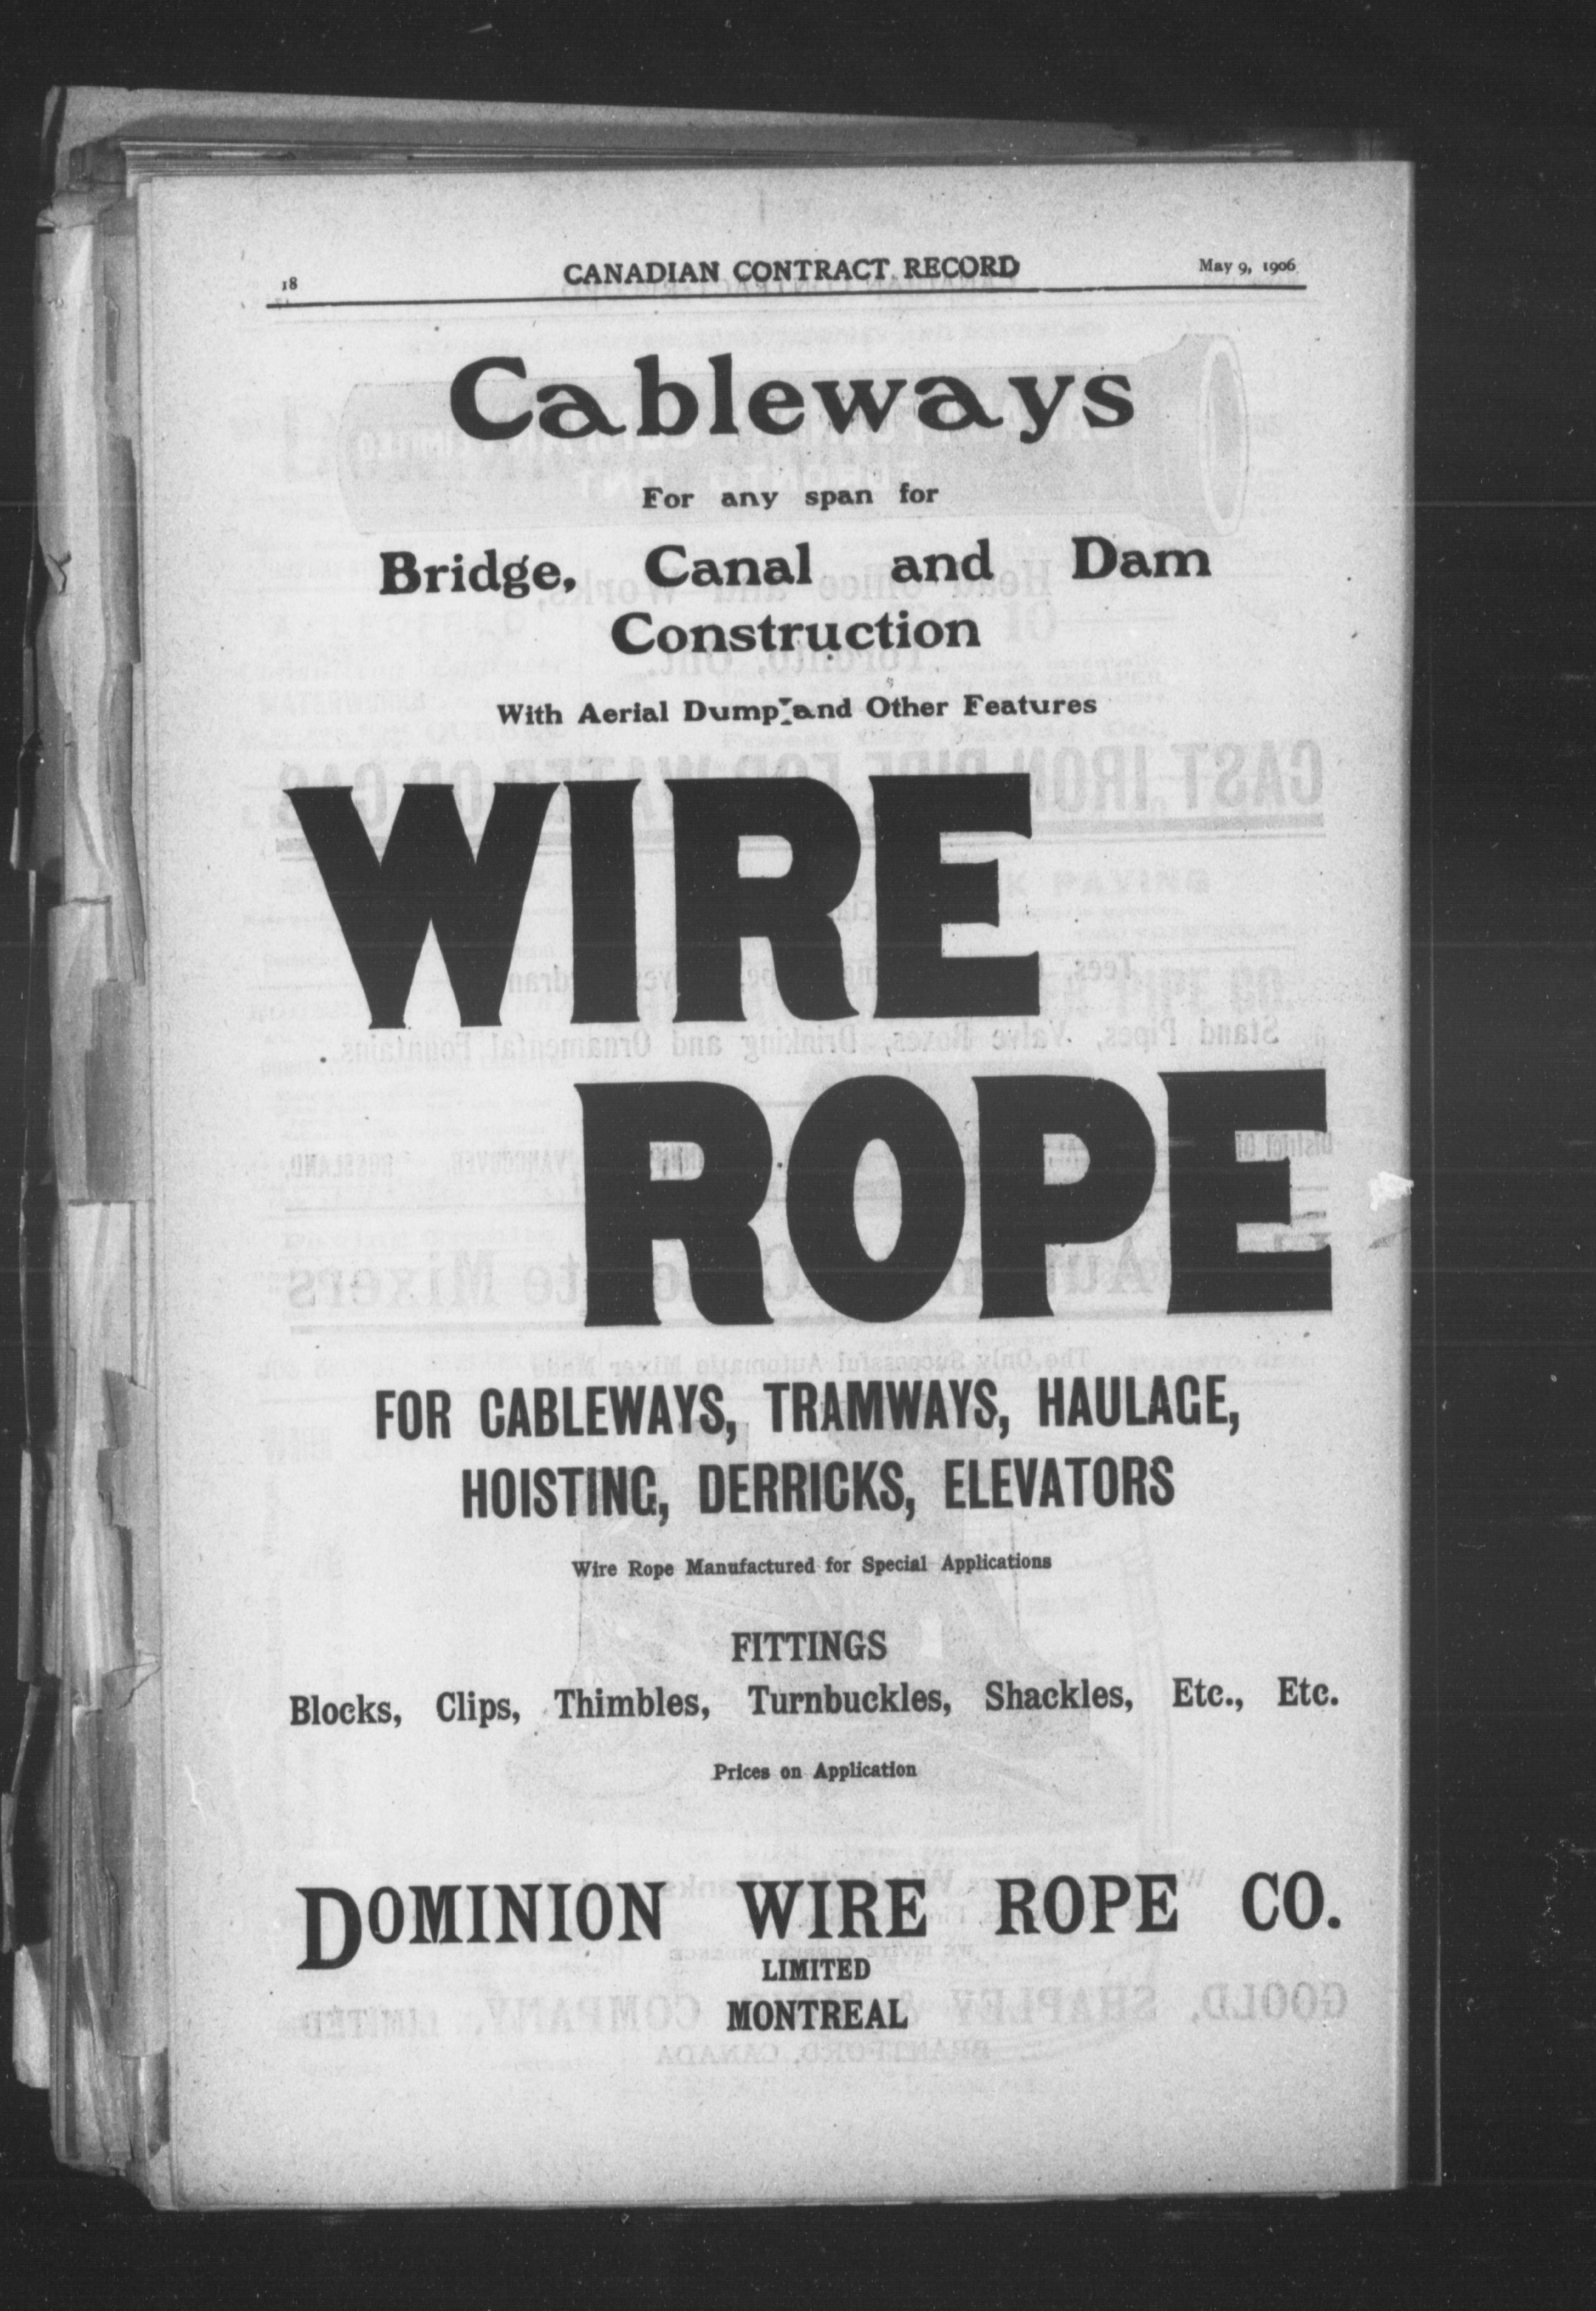 18
CANADIAN CONTRACT RECORD
May 9, 1906
Cableways
For any span for
Bridge, Canal and Dam
Construction
With Aerial Dump and Other Features
WIRE
ROPE
FOR CABLEWAYS, TRAMWAYS, HAULAGE,
HOISTING, DERRICKS, ELEVATORS
Wire Rope Manufactured for Special Applications
FITTINGS
Blocks, Clips, Thimbles, Turnbuckles, Shackles, Etc., Etc.
Prices on Application
DOMINION WIRE ROPE CO.
LIMITED
MONTREAL